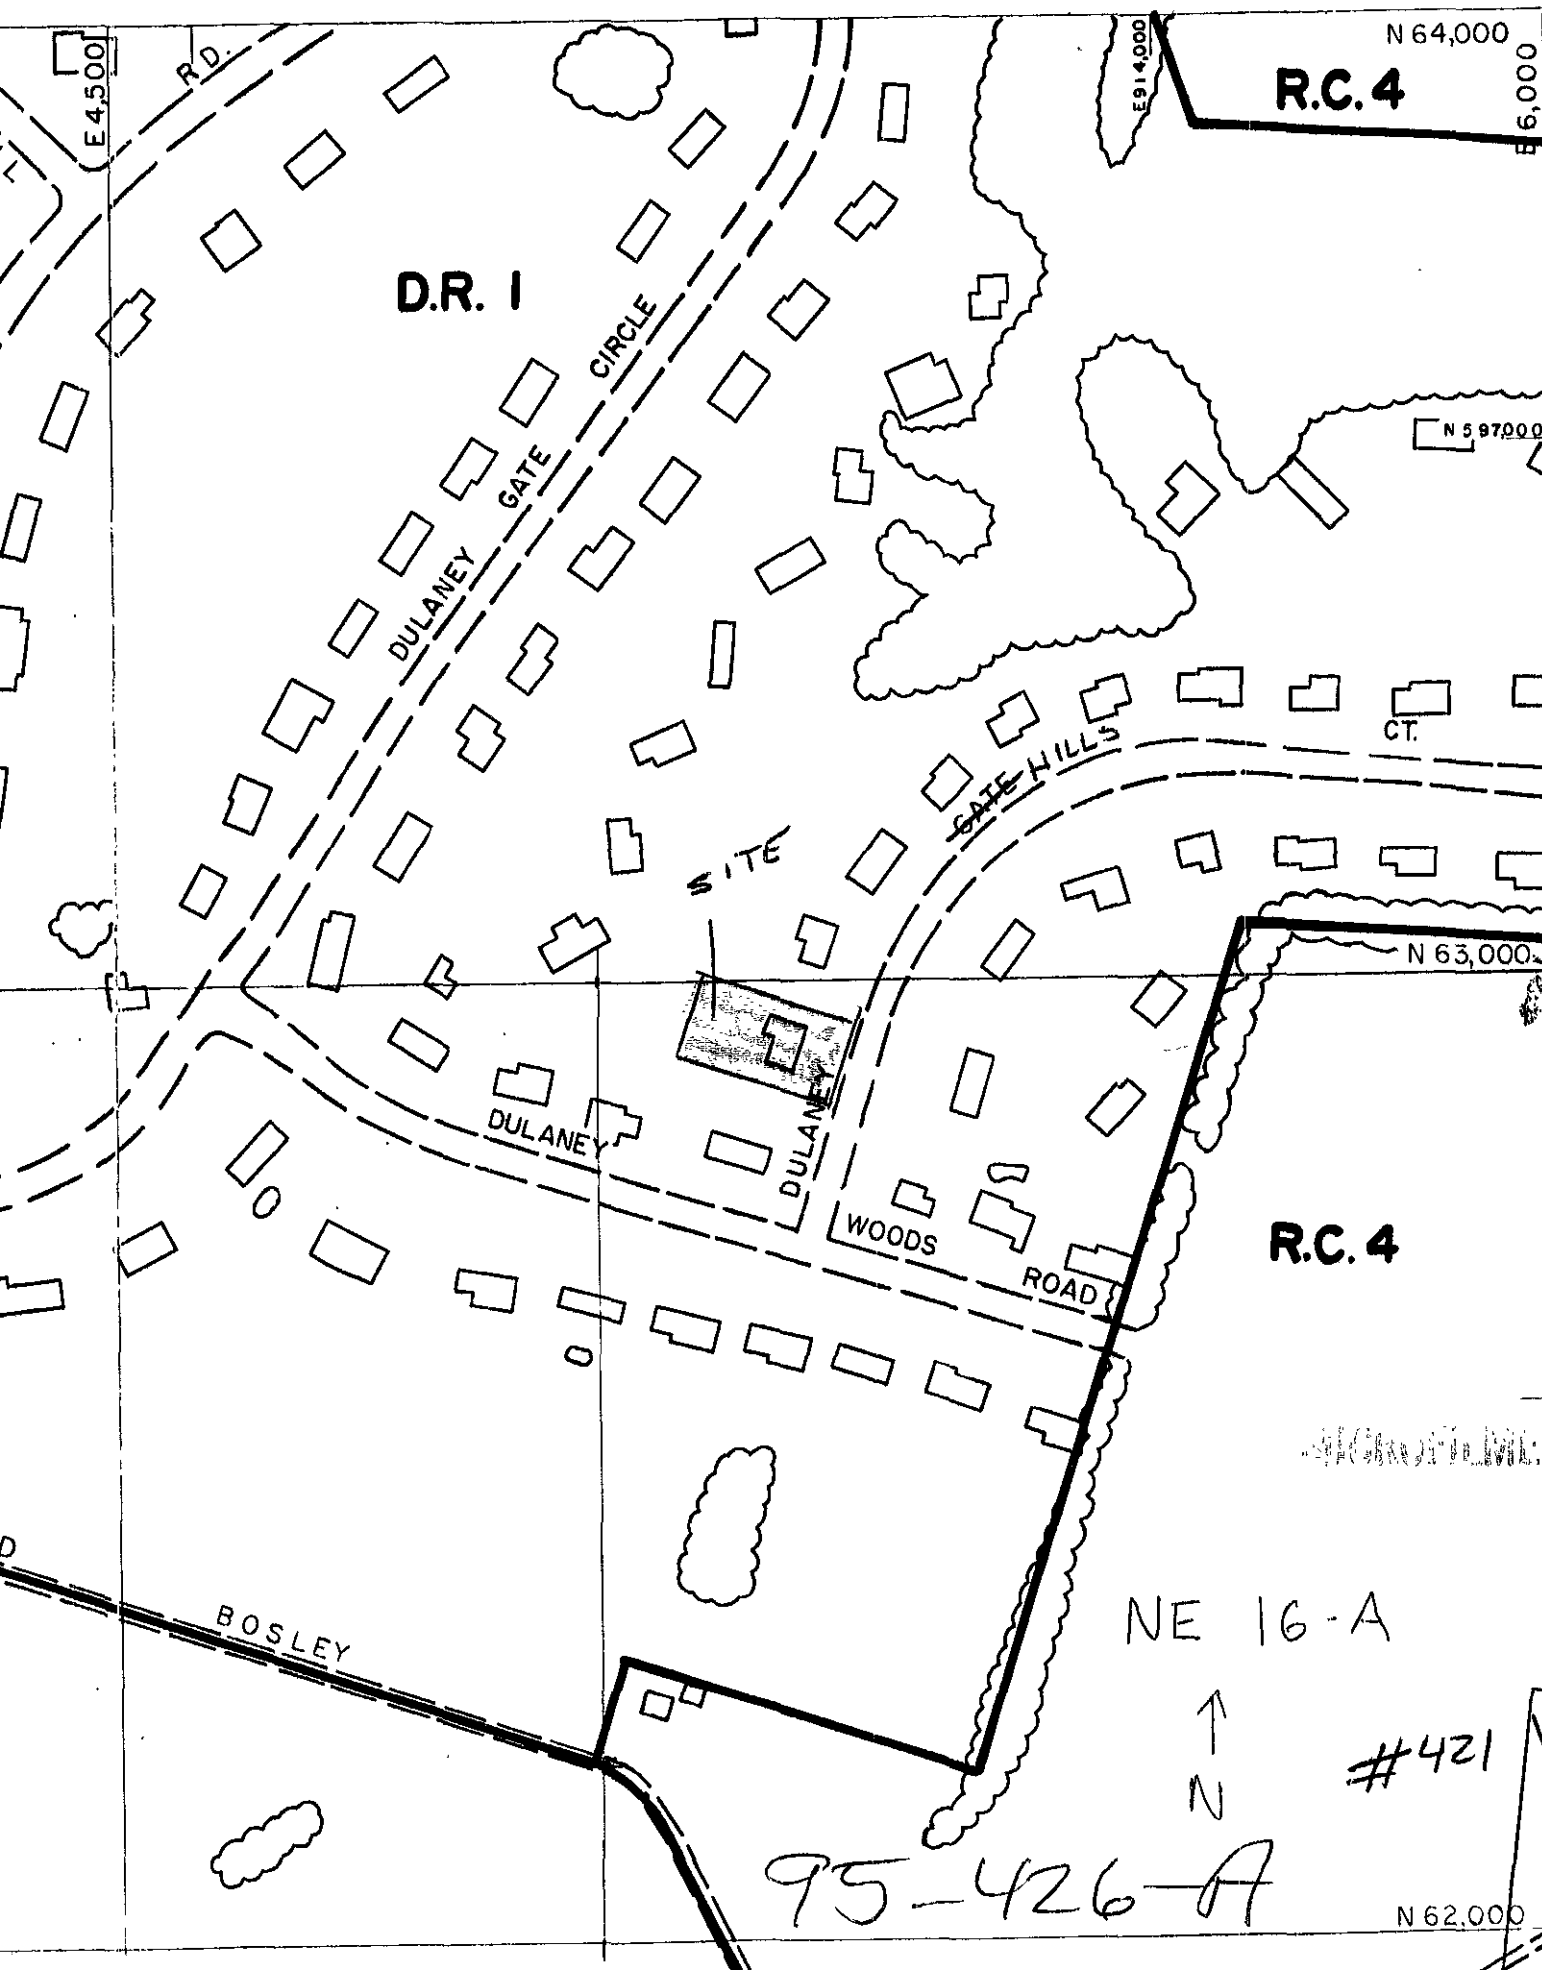 N 64,000
E 4,500
RD.
E 914,000
R.C. 4
E 6,000
D.R. 1
CIRCLE
GATE
DULANEY
N 597000
CT.
GATE HILLS
SITE
N 63,000
DULANEY
DULANEY
WOODS
ROAD
R.C. 4
D
BOSLEY
NE 16-A
N
#421
95-426-A
N 62,000